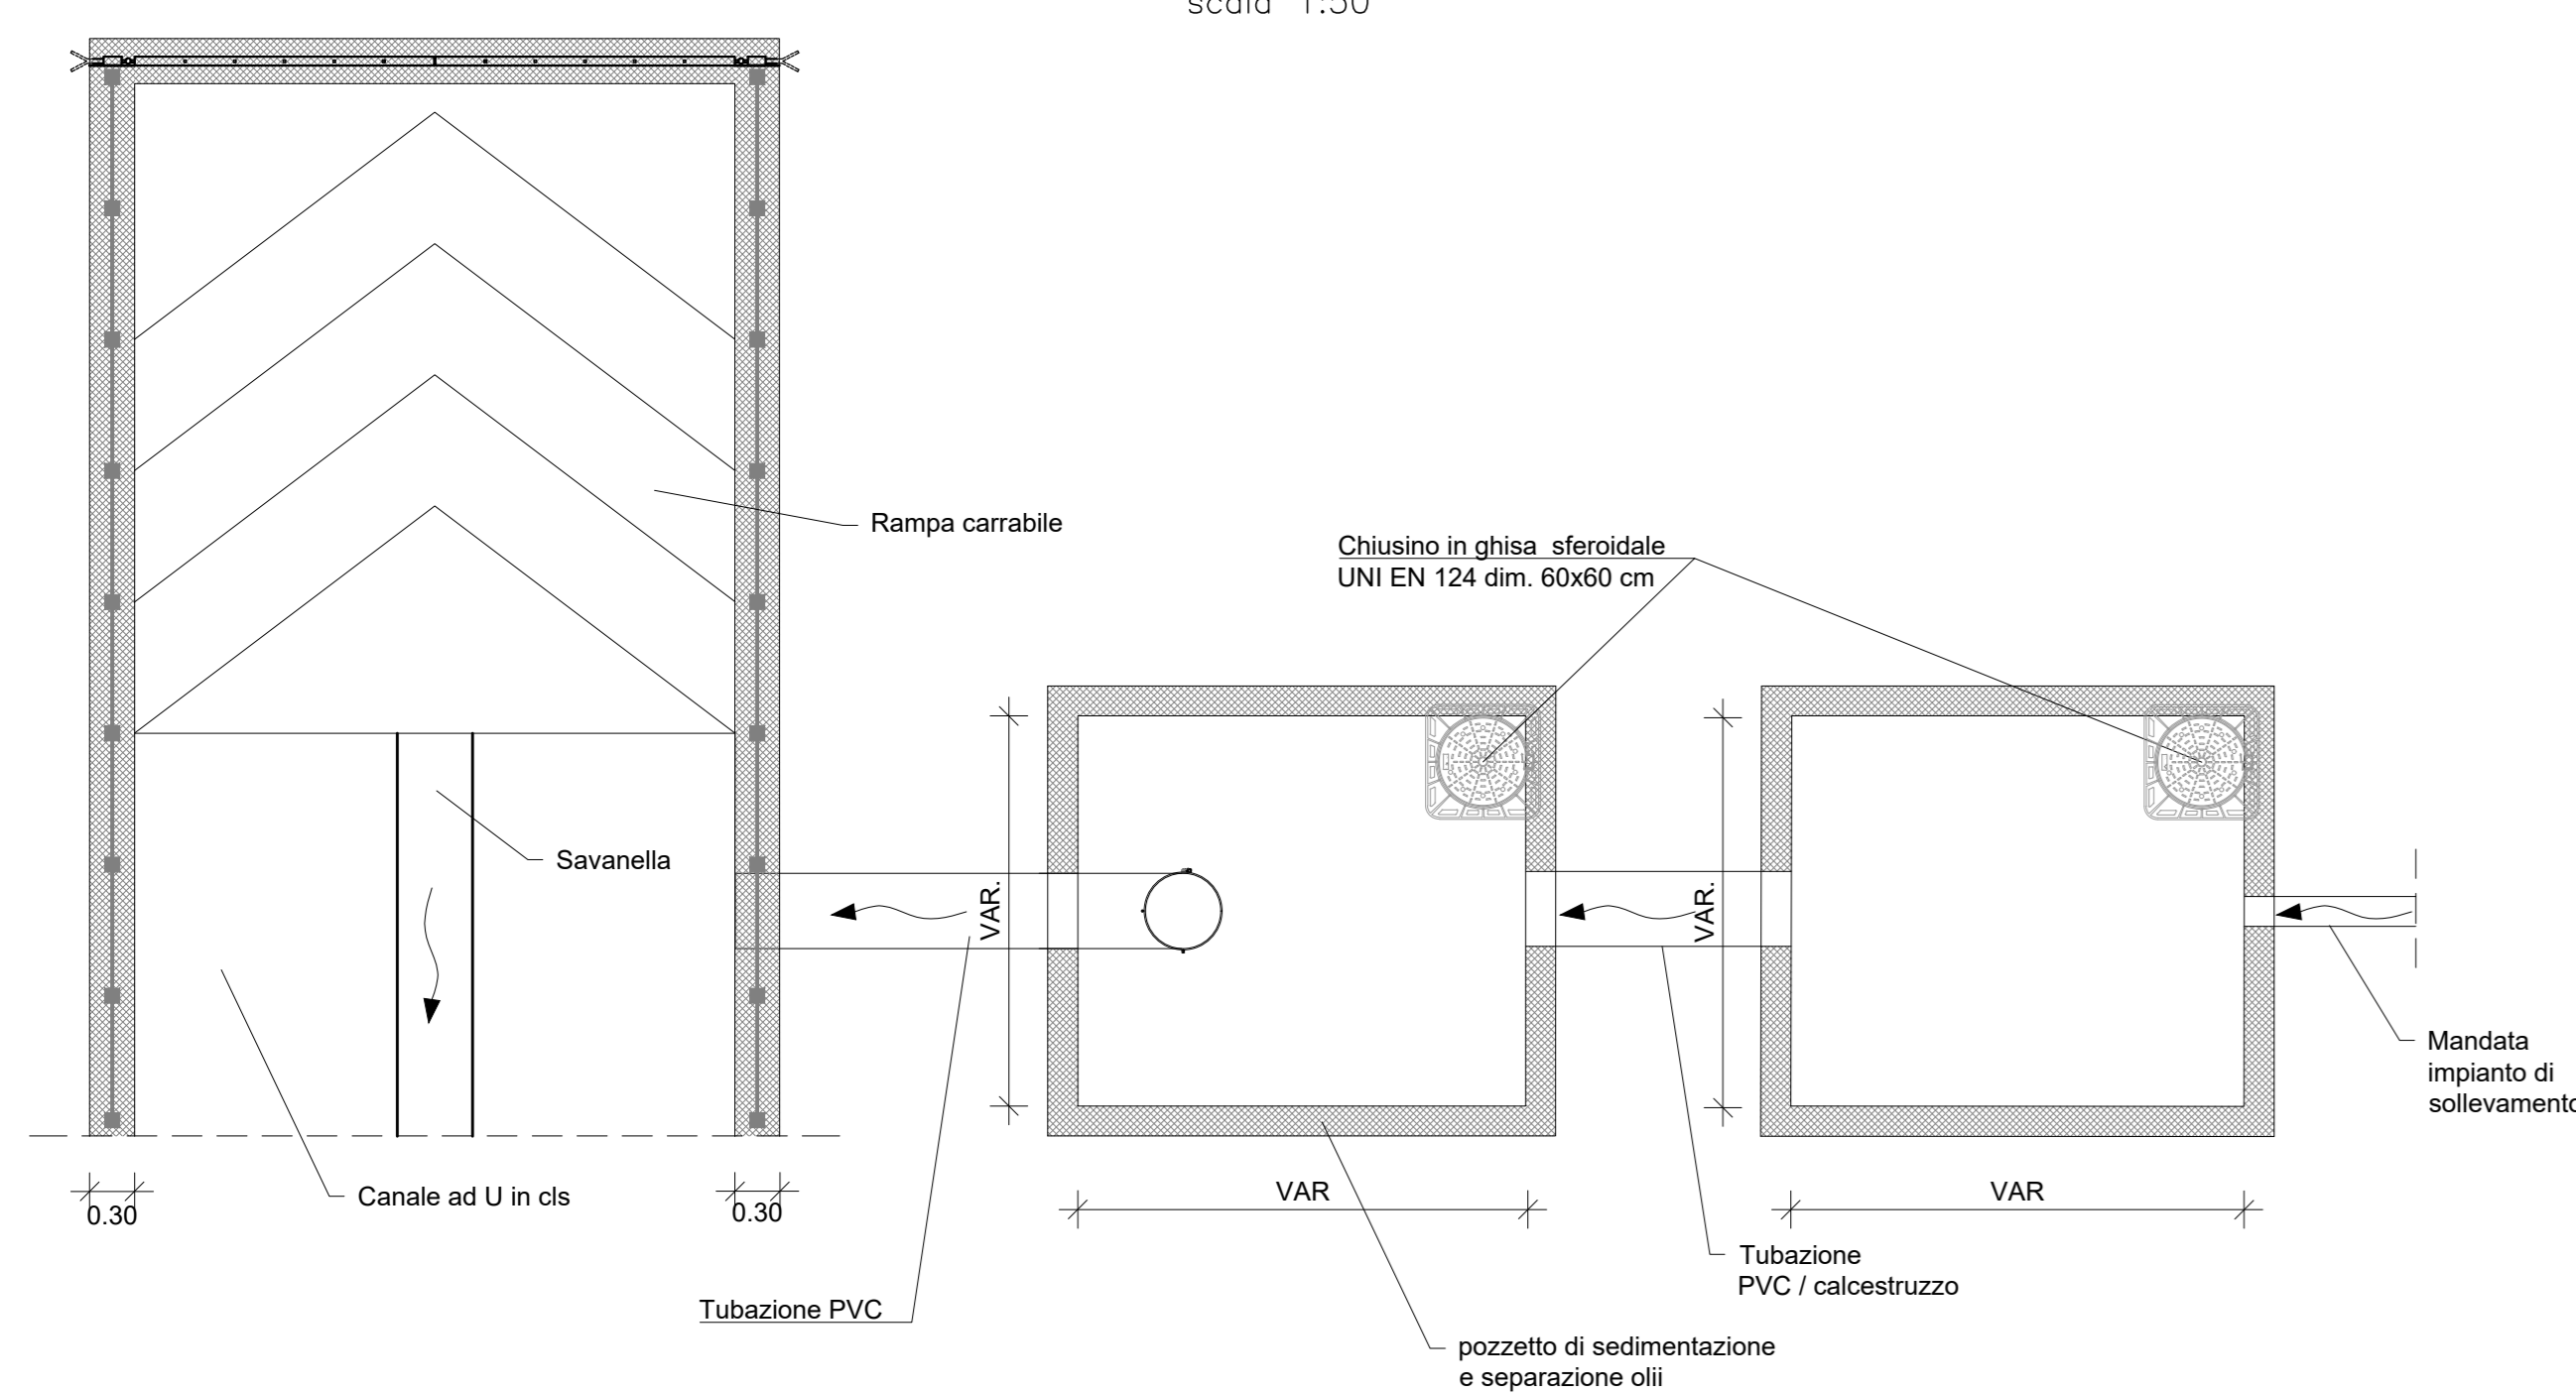 scala 1:50
Rampa carrabile
Chiusino in ghisa sferoidale
UNI EN 124 dim. 60x60 cm
Savanella
VAR.
VAR.
Mandata
impianto di
sollevamento
Canale ad U in cls
0.30
0.30
VAR
VAR
Tubazione
PVC / calcestruzzo
Tubazione PVC
pozzetto di sedimentazione
e separazione olii